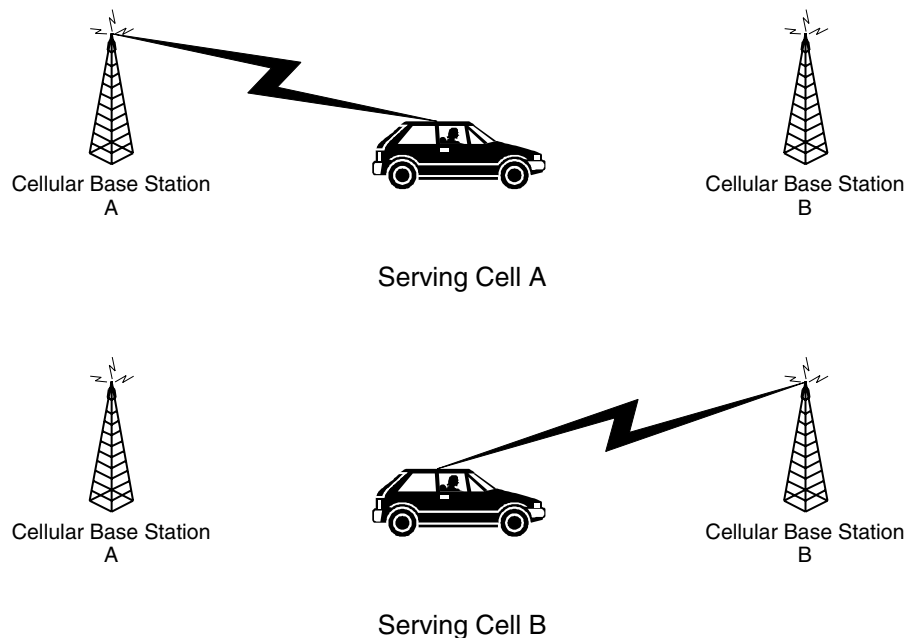 Cellular Base Station
A
Cellular Base Station
B
Serving Cell A
Cellular Base Station
A
Cellular Base Station
B
Serving Cell B